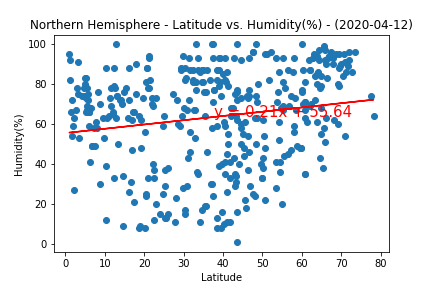 Northern Hemisphere - Latitude vs. Humidity(%) - (2020-04-12)
100
80
60
40
20
0
Humidity(%)
y = 0.21x + 55.64
0 10 20 30 40 50 60 70 80
Latitude